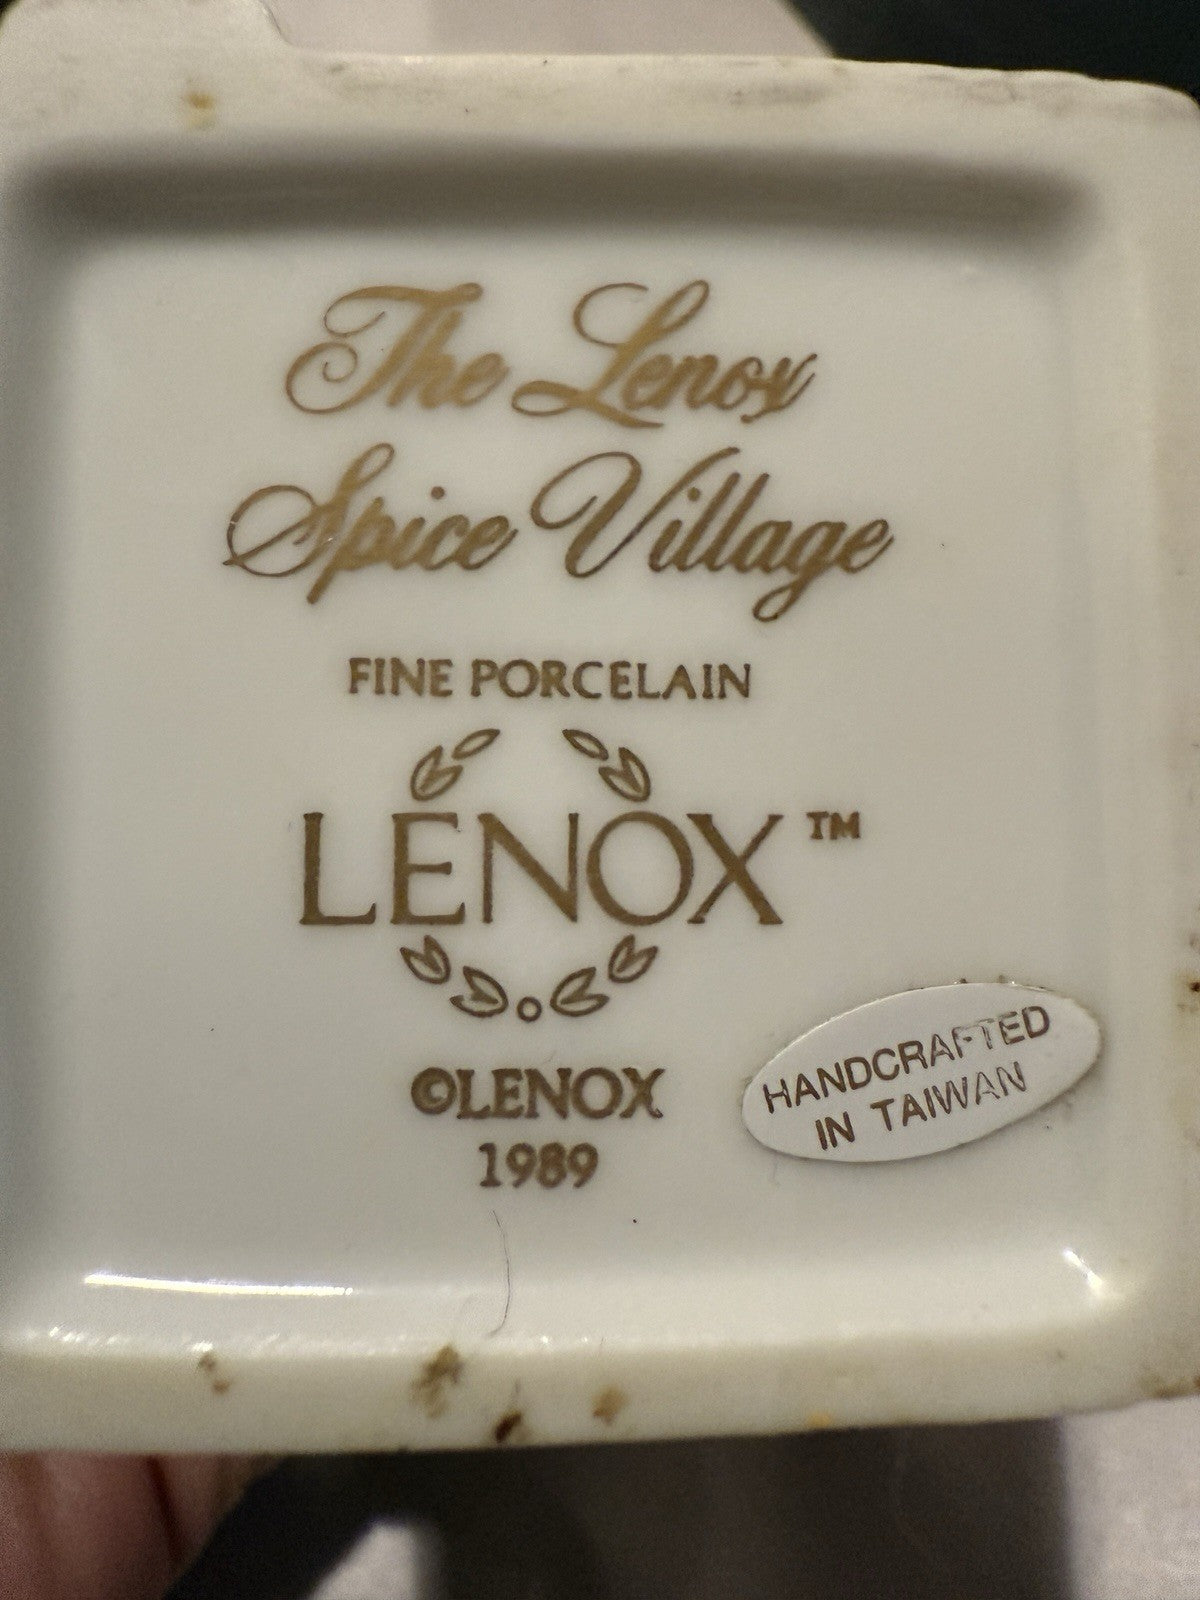 The Lenox
Spice Village
FINE PORCELAIN
LENOX™
©LENOX
1989
HANDCRAFTED
IN TAIWAN